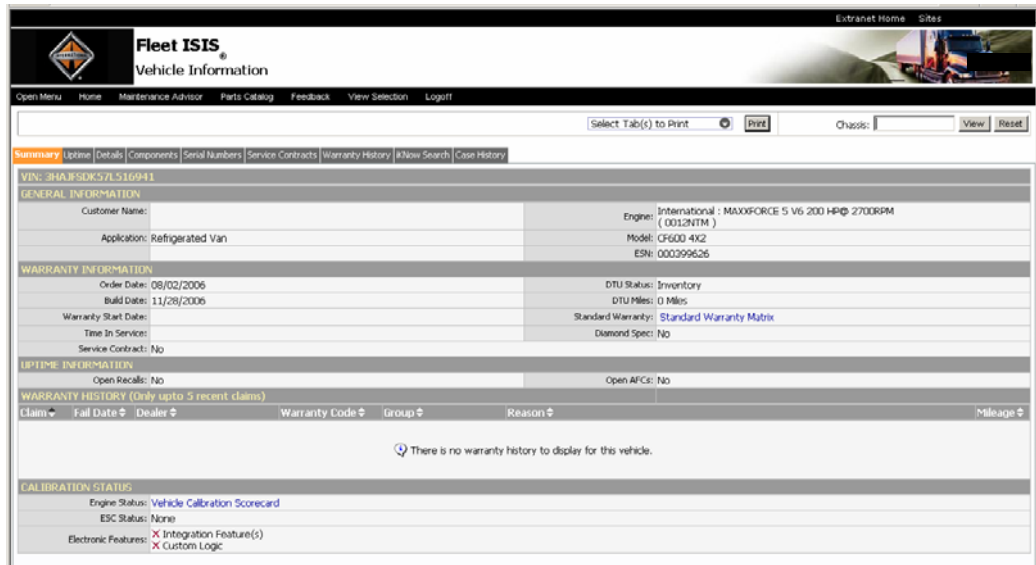 Extranet Home Sites
INTERNATIONAL
Fleet ISIS®
Vehicle Information
Open Menu Home Maintenance Advisor Parts Catalog Feedback View Selection Logoff
Select Tab(s) to Print Print Chassis: View Reset
Summary Uptime Details Components Serial Numbers Service Contracts Warranty History iKNow Search Case History
VIN: 3HAJFSDK57L516941
GENERAL INFORMATION
Customer Name: Engine: International : MAXXFORCE 5 V6 200 HP@ 2700RPM
( 0012NTM )
Application: Refrigerated Van Model: CF600 4X2
ESN: 000399626
WARRANTY INFORMATION
Order Date: 08/02/2006 DTU Status: Inventory
Build Date: 11/28/2006 DTU Miles: 0 Miles
Warranty Start Date: Standard Warranty: Standard Warranty Matrix
Time In Service: Diamond Spec: No
Service Contract: No
UPTIME INFORMATION
Open Recalls: No Open AFCs: No
WARRANTY HISTORY (Only upto 5 recent claims)
Claim Fail Date Dealer Warranty Code Group Reason Mileage
There is no warranty history to display for this vehicle.
CALIBRATION STATUS
Engine Status: Vehicle Calibration Scorecard
ESC Status: None
Electronic Features: X Integration Feature(s)
X Custom Logic